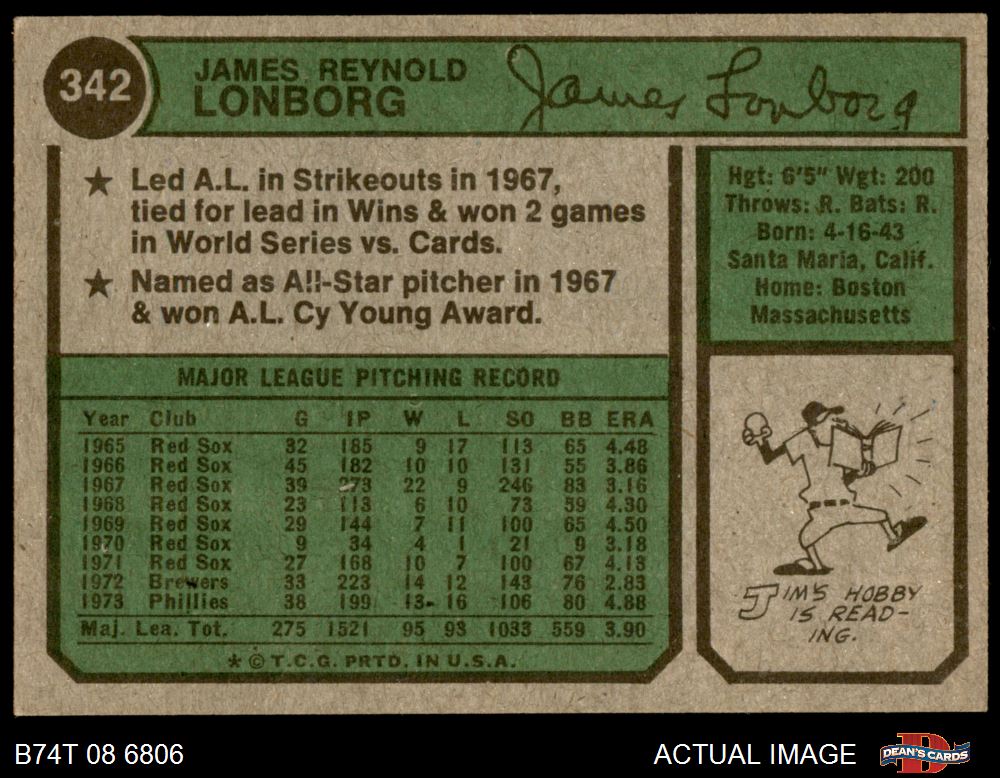 342
JAMES REYNOLD
LONBORG
James Lonborg
★ Led A.L. in Strikeouts in 1967,
tied for lead in Wins & won 2 games
in World Series vs. Cards.
★ Named as All-Star pitcher in 1967
& won A.L. Cy Young Award.
Hgt: 6'5" Wgt: 200
Throws: R. Bats: R.
Born: 4-16-43
Santa Maria, Calif.
Home: Boston
Massachusetts
MAJOR LEAGUE PITCHING RECORD
Year Club G IP W L SO BB ERA
1965 Red Sox 32 185 9 17 113 65 4.48
1966 Red Sox 45 182 10 10 131 55 3.86
1967 Red Sox 39 273 22 9 246 83 3.16
1968 Red Sox 23 113 6 10 73 59 4.30
1969 Red Sox 29 144 7 11 100 65 4.50
1970 Red Sox 9 34 4 1 21 9 3.18
1971 Red Sox 27 168 10 7 100 67 4.13
1972 Brewers 33 223 14 12 143 76 2.83
1973 Phillies 38 199 13 16 106 80 4.88
Maj. Lea. Tot. 275 1521 95 93 1033 559 3.90
★ © T.C.G. PRTD. IN U.S.A.
JIM'S HOBBY
IS READ-
ING.
B74T 08 6806
ACTUAL IMAGE
DEAN'S CARDS